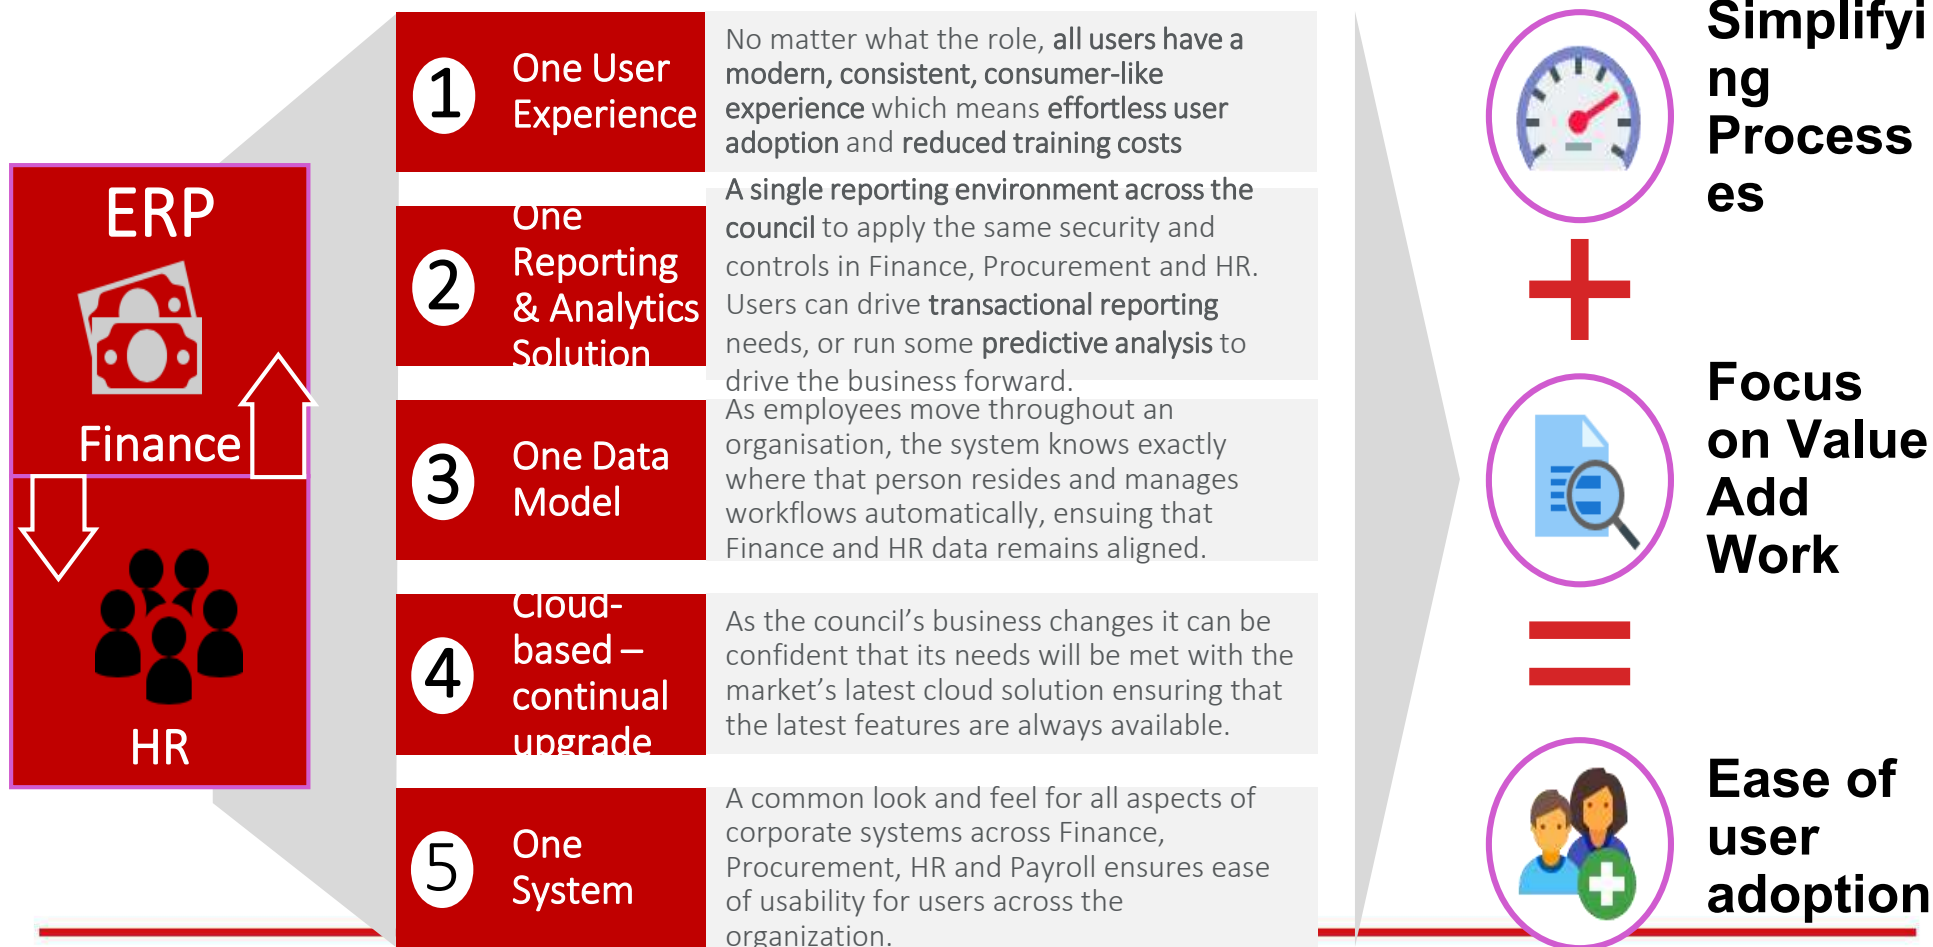 ERP
Finance
HR
1
One User
Experience
No matter what the role, all users have a
modern, consistent, consumer-like
experience which means effortless user
adoption and reduced training costs
2
One
Reporting
& Analytics
Solution
A single reporting environment across the
council to apply the same security and
controls in Finance, Procurement and HR.
Users can drive transactional reporting
needs, or run some predictive analysis to
drive the business forward.
3
One Data
Model
As employees move throughout an
organisation, the system knows exactly
where that person resides and manages
workflows automatically, ensuing that
Finance and HR data remains aligned.
4
Cloud-
based –
continual
upgrade
As the council’s business changes it can be
confident that its needs will be met with the
market’s latest cloud solution ensuring that
the latest features are always available.
5
One
System
A common look and feel for all aspects of
corporate systems across Finance,
Procurement, HR and Payroll ensures ease
of usability for users across the
organization.
Simplifyi
ng
Process
es
Focus
on Value
Add
Work
Ease of
user
adoption